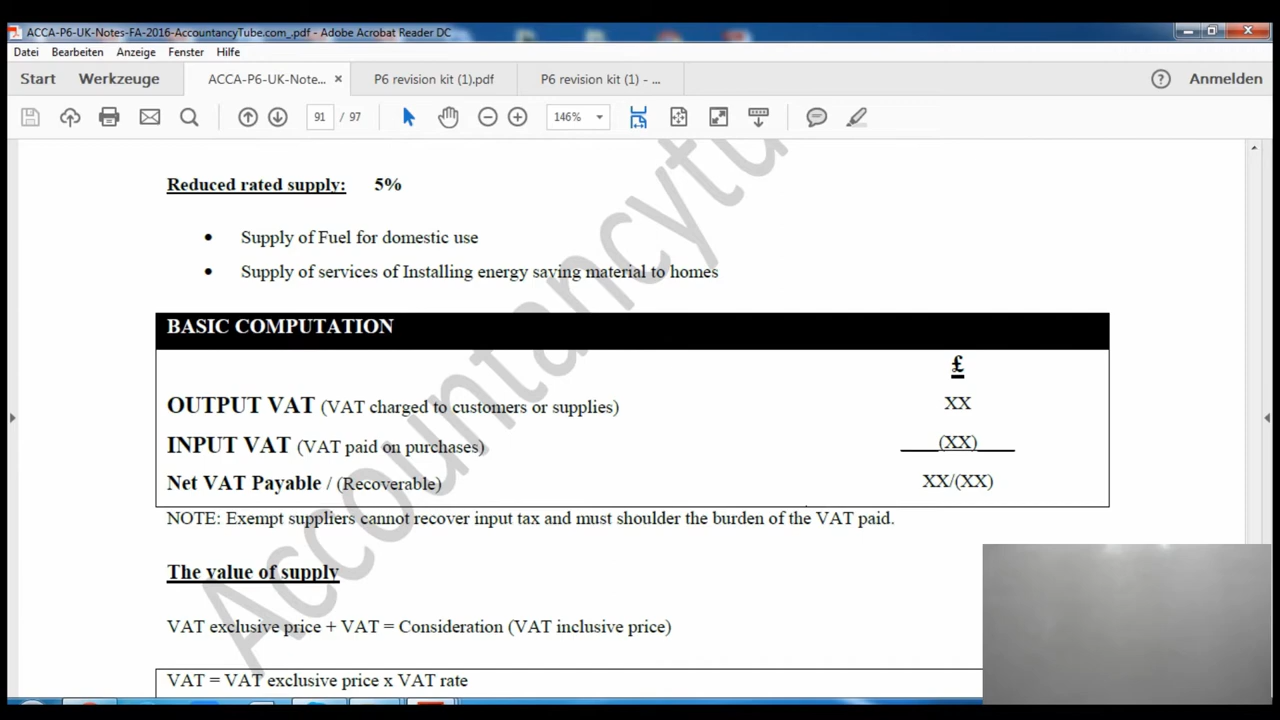 ACCA-P6-UK-Notes-FA-2016-AccountancyTube.com_.pdf - Adobe Acrobat Reader DC
Datei Bearbeiten Anzeige Fenster Hilfe
Start Werkzeuge ACCA-P6-UK-Note... × P6 revision kit (1).pdf P6 revision kit (1) - ... ? Anmelden
91 / 97 146%
Reduced rated supply: 5%
• Supply of Fuel for domestic use
• Supply of services of Installing energy saving material to homes
BASIC COMPUTATION
£
OUTPUT VAT (VAT charged to customers or supplies) XX
INPUT VAT (VAT paid on purchases) (XX)
Net VAT Payable / (Recoverable) XX/(XX)
NOTE: Exempt suppliers cannot recover input tax and must shoulder the burden of the VAT paid.
The value of supply
VAT exclusive price + VAT = Consideration (VAT inclusive price)
VAT = VAT exclusive price x VAT rate
Accountancytu